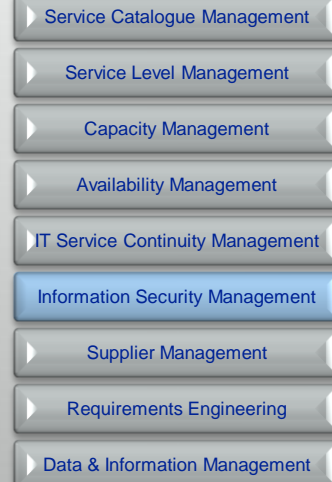 Service Catalogue Management
Service Level Management
Capacity Management
Availability Management
IT Service Continuity Management
Information Security Management
Supplier Management
Requirements Engineering
Data & Information Management